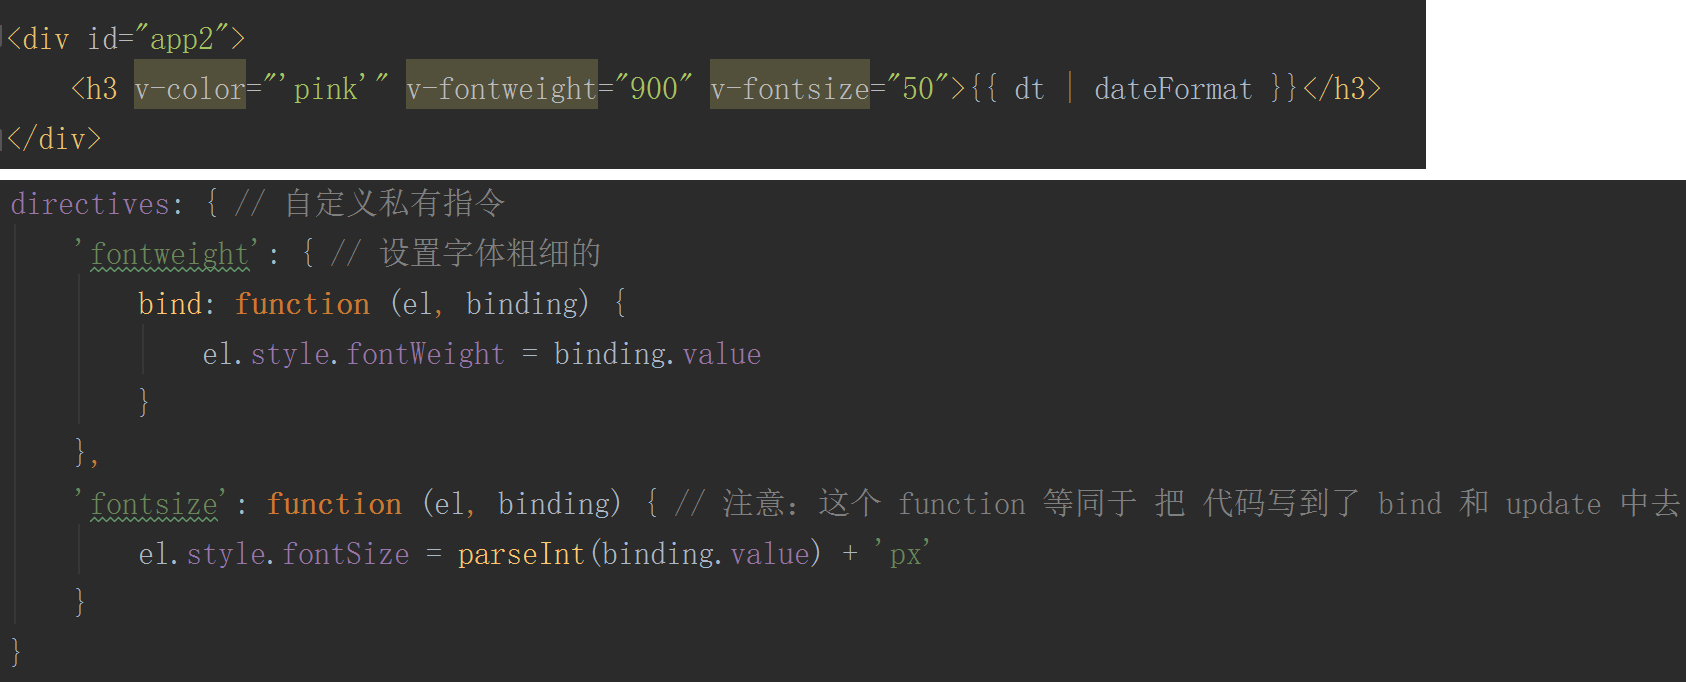 <div id="app2">
    <h3 v-color="'pink'" v-fontweight="900" v-fontsize="50">{{ dt | dateFormat }}</h3>
</div>
directives: { // 自定义私有指令
    'fontweight': { // 设置字体粗细的
        bind: function (el, binding) {
            el.style.fontWeight = binding.value
        }
    },
    'fontsize': function (el, binding) { // 注意：这个 function 等同于 把 代码写到了 bind 和 update 中去
        el.style.fontSize = parseInt(binding.value) + 'px'
    }
}